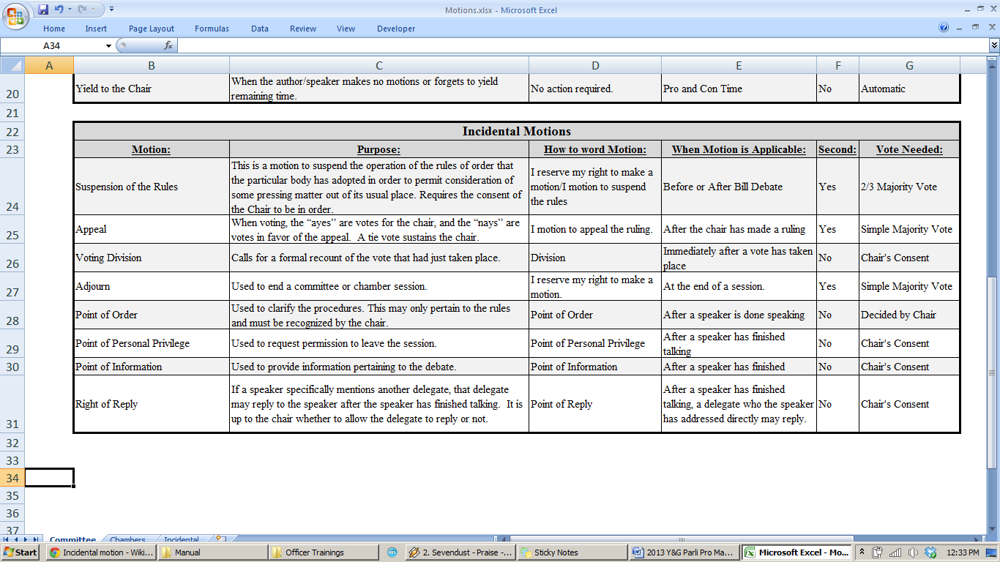 Motions.xlsx - Microsoft Excel
Home Insert Page Layout Formulas Data Review View Developer
A34 fx
A B C D E F G
20 Yield to the Chair When the author/speaker makes no motions or forgets to yield remaining time. No action required. Pro and Con Time No Automatic
21
22 Incidental Motions
23 Motion: Purpose: How to word Motion: When Motion is Applicable: Second: Vote Needed:
24 Suspension of the Rules This is a motion to suspend the operation of the rules of order that the particular body has adopted in order to permit consideration of some pressing matter out of its usual place. Requires the consent of the Chair to be in order. I reserve my right to make a motion/I motion to suspend the rules Before or After Bill Debate Yes 2/3 Majority Vote
25 Appeal When voting, the “ayes” are votes for the chair, and the “nays” are votes in favor of the appeal. A tie vote sustains the chair. I motion to appeal the ruling. After the chair has made a ruling Yes Simple Majority Vote
26 Voting Division Calls for a formal recount of the vote that had just taken place. Division Immediately after a vote has taken place No Chair's Consent
27 Adjourn Used to end a committee or chamber session. I reserve my right to make a motion. At the end of a session. Yes Simple Majority Vote
28 Point of Order Used to clarify the procedures. This may only pertain to the rules and must be recognized by the chair. Point of Order After a speaker is done speaking No Decided by Chair
29 Point of Personal Privilege Used to request permission to leave the session. Point of Personal Privilege After a speaker has finished talking No Chair's Consent
30 Point of Information Used to provide information pertaining to the debate. Point of Information After a speaker has finished No Chair's Consent
31 Right of Reply If a speaker specifically mentions another delegate, that delegate may reply to the speaker after the speaker has finished talking. It is up to the chair whether to allow the delegate to reply or not. Point of Reply After a speaker has finished talking, a delegate who the speaker has addressed directly may reply. No Chair's Consent
32
33
34
35
36
37
Committee Chambers Incidental
Start Incidental motion - Wiki... Manual Officer Trainings 2. Sevendust - Praise -... Sticky Notes 2013 Y&G Parli Pro Ma... Microsoft Excel - Mo... 12:33 PM